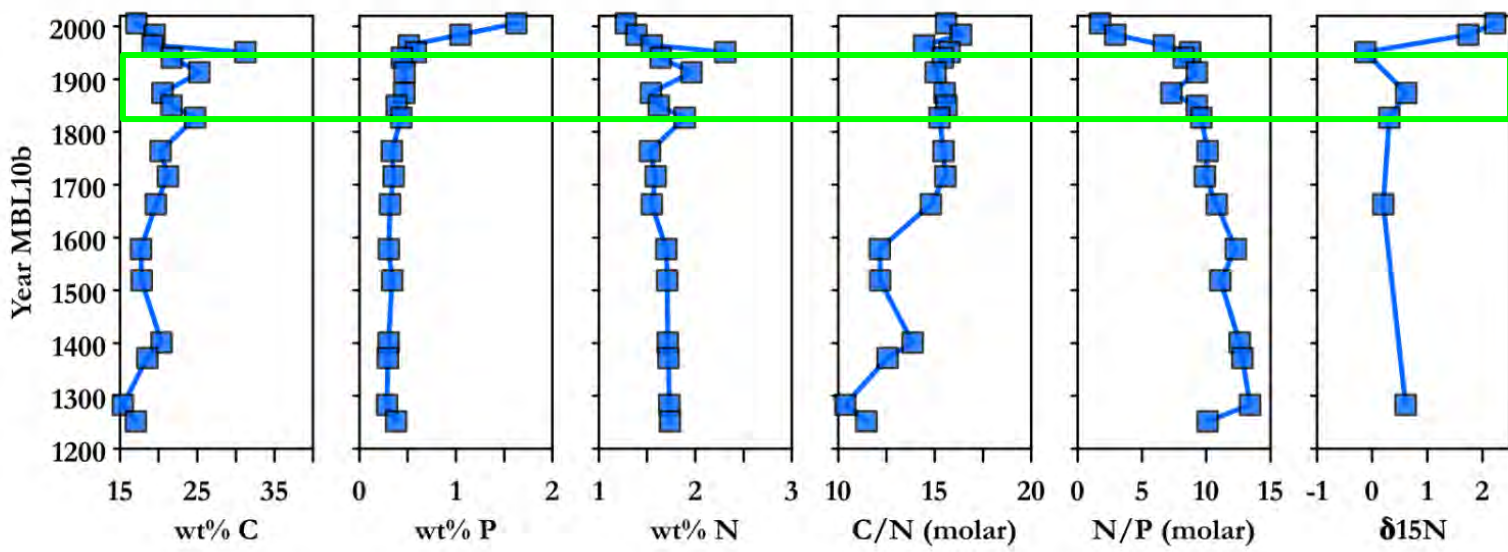 2000
1900
1800
1700
1600
1500
1400
1300
1200
Year MBL10b
15 25 35
0 1 2
1 2 3
10 15 20
0 5 10 15
-1 0 1 2
wt% C
wt% P
wt% N
C/N (molar)
N/P (molar)
δ15N